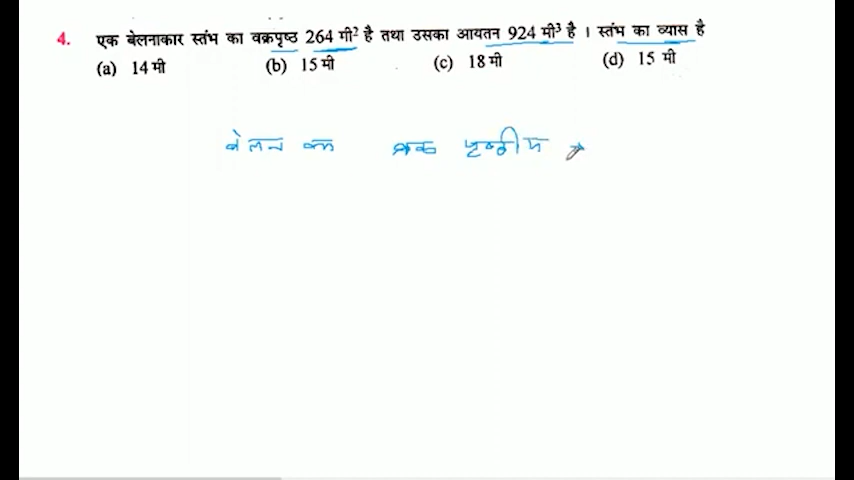 4. एक बेलनाकार स्तंभ का वक्रपृष्ठ 264 मी² है तथा उसका आयतन 924 मी³ है । स्तंभ का व्यास है
(a) 14 मी (b) 15 मी (c) 18 मी (d) 15 मी
बेलन का वक्र पृष्ठीय